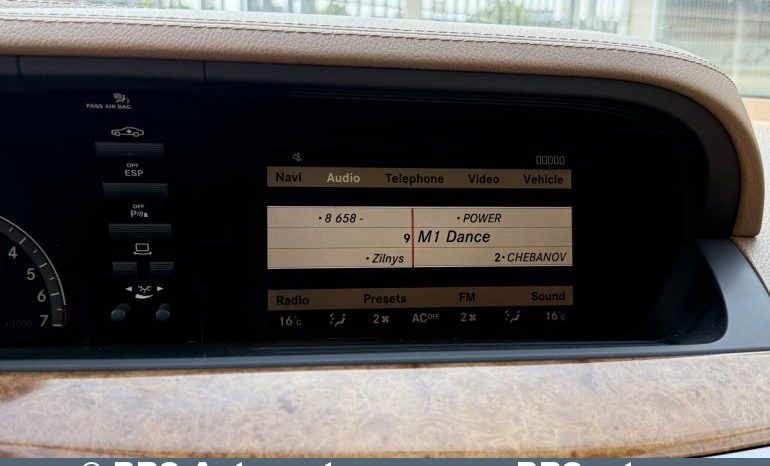 PASS AIR BAG
OFF
ESP
OFF
P
4
5
6
7
x 1000
Navi Audio Telephone Video Vehicle
• 8 658 - • POWER
9 M1 Dance
• Zilnys 2• CHEBANOV
Radio Presets FM Sound
16°C 2 AC OFF 2 16°C